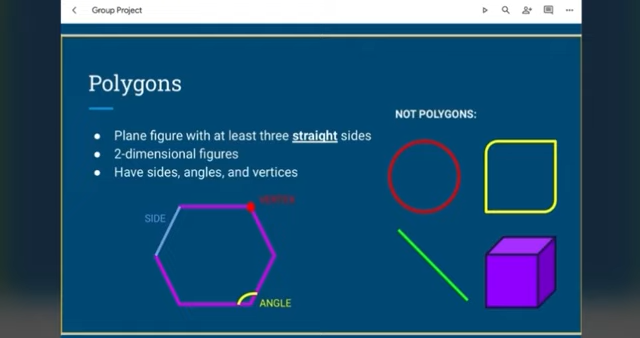 Group Project
Polygons
NOT POLYGONS:
● Plane figure with at least three straight sides
● 2-dimensional figures
● Have sides, angles, and vertices
VERTEX
SIDE
ANGLE